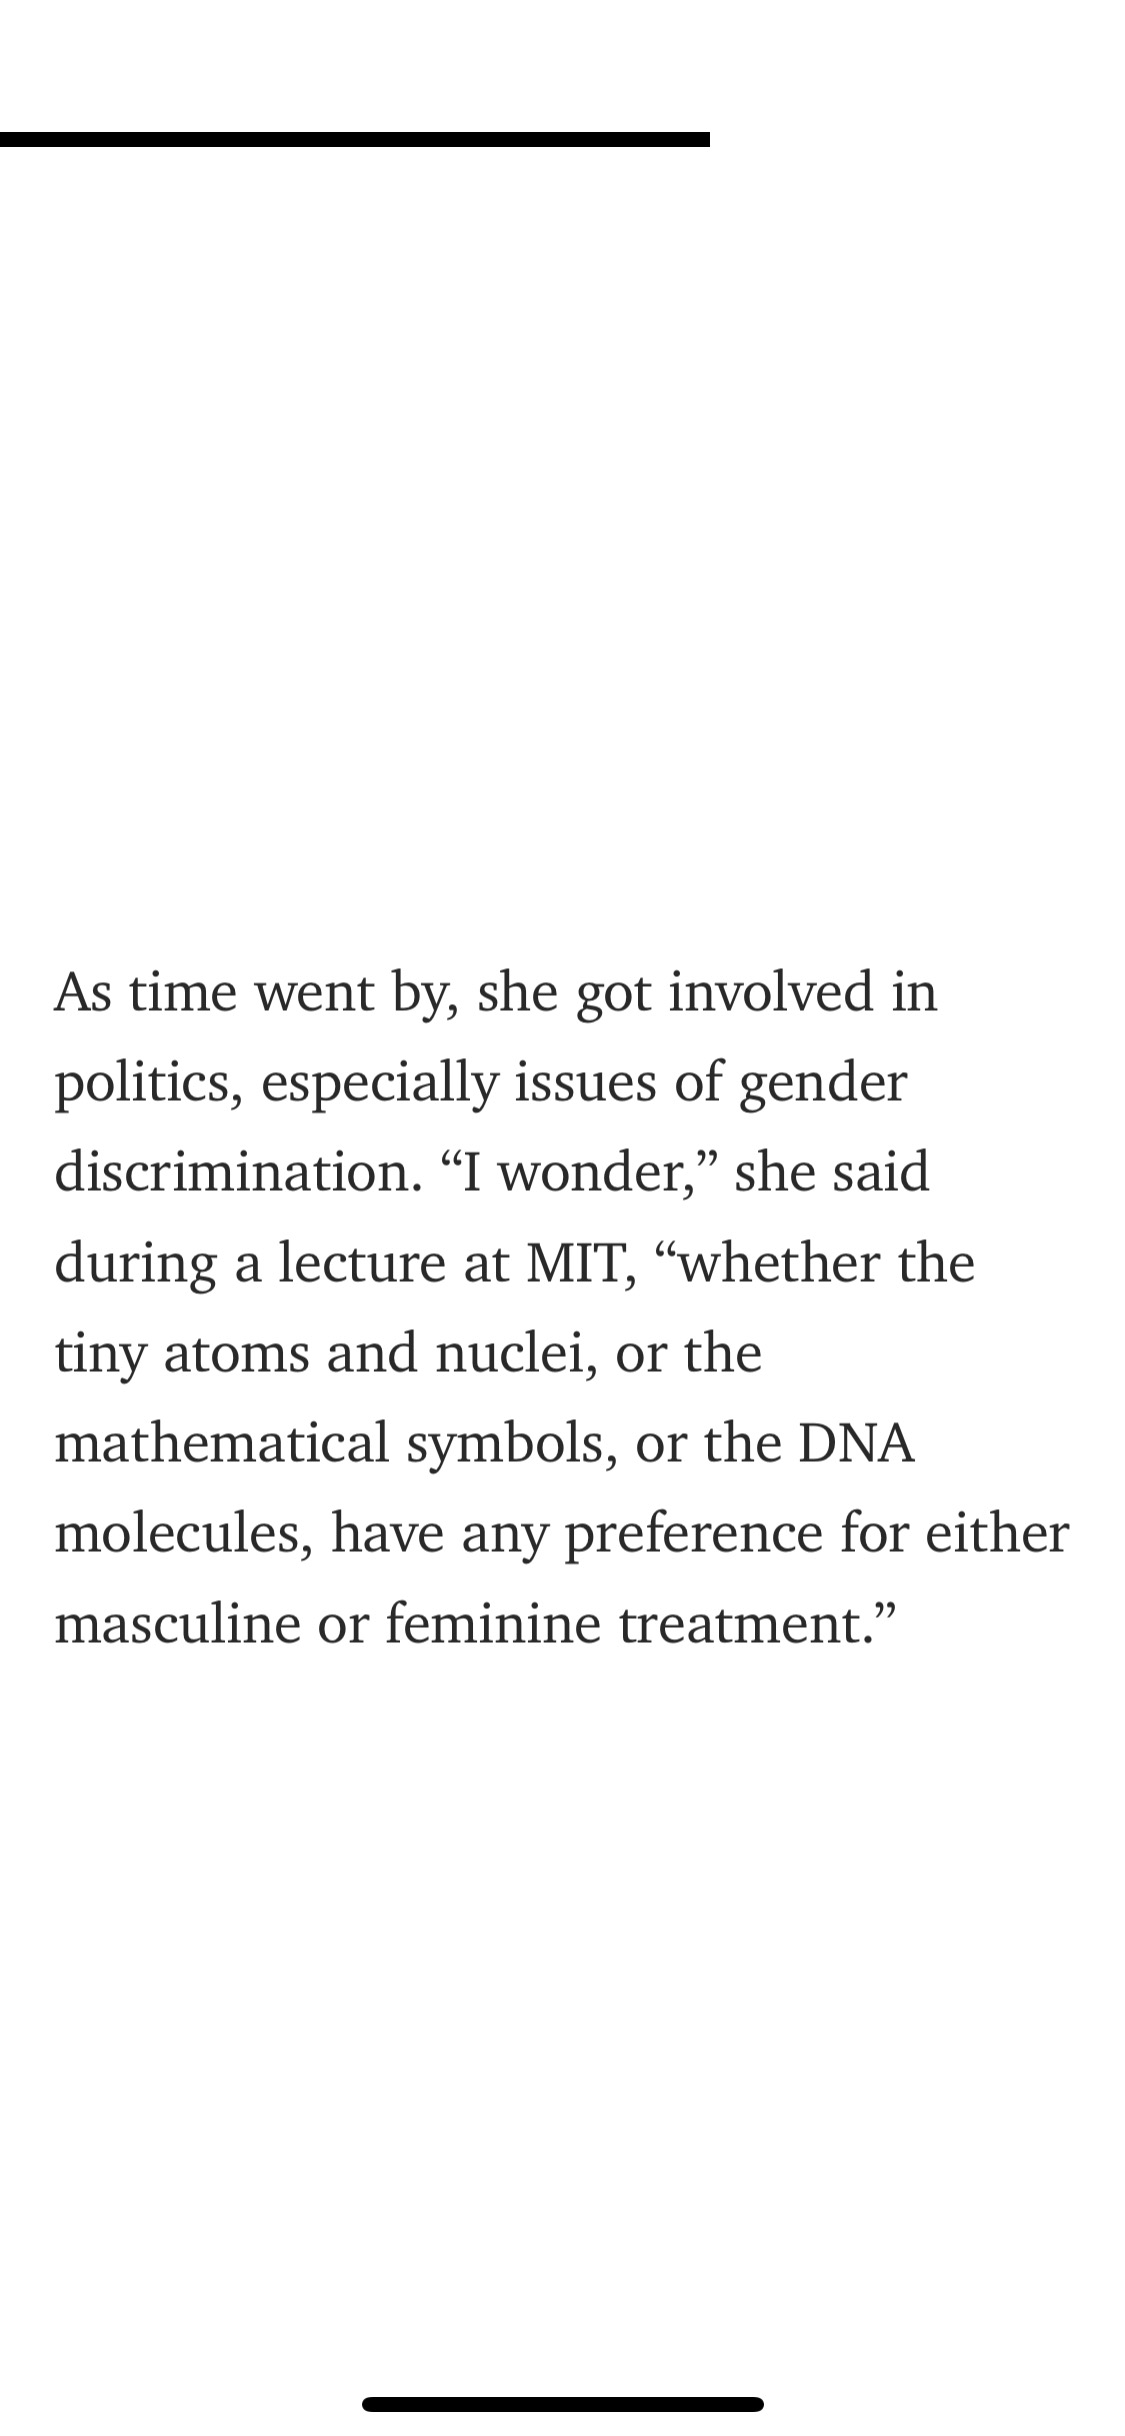 As time went by, she got involved in
politics, especially issues of gender
discrimination. “I wonder,” she said
during a lecture at MIT, “whether the
tiny atoms and nuclei, or the
mathematical symbols, or the DNA
molecules, have any preference for either
masculine or feminine treatment.”